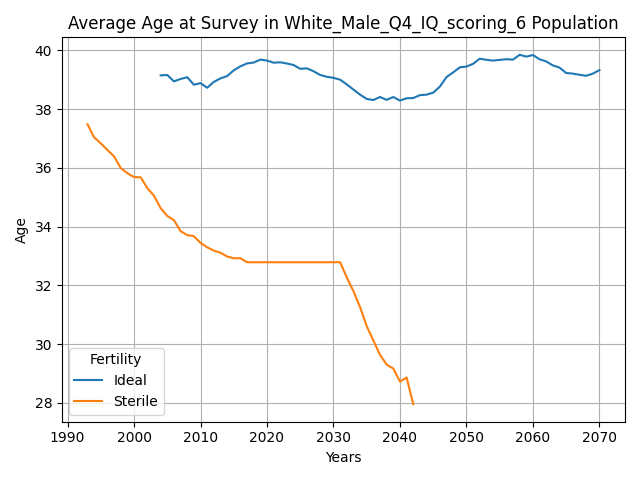 Average Age at Survey in White_Male_Q4_IQ_scoring_6 Population
Age
40
38
36
34
32
30
28
Fertility
Ideal
Sterile
1990 2000 2010 2020 2030 2040 2050 2060 2070
Years